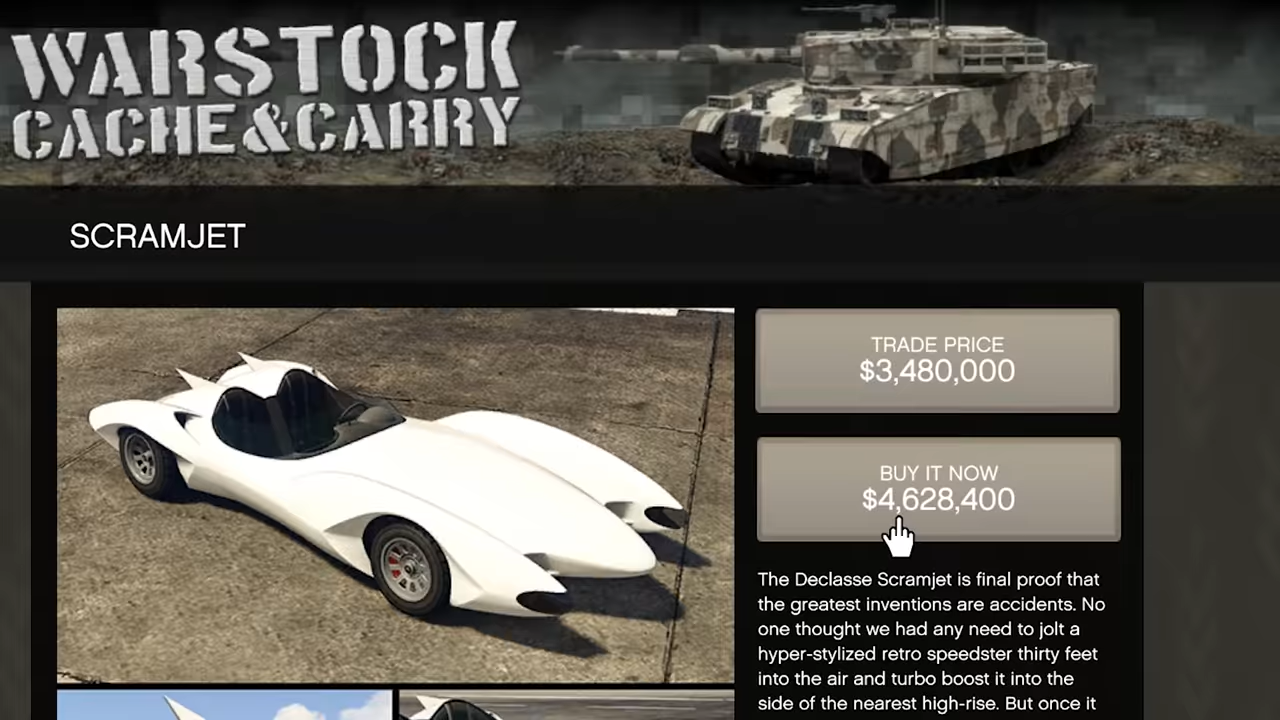 WARSTOCK
CACHE&CARRY
SCRAMJET
TRADE PRICE
$3,480,000
BUY IT NOW
$4,628,400
The Declasse Scramjet is final proof that
the greatest inventions are accidents. No
one thought we had any need to jolt a
hyper-stylized retro speedster thirty feet
into the air and turbo boost it into the
side of the nearest high-rise. But once it